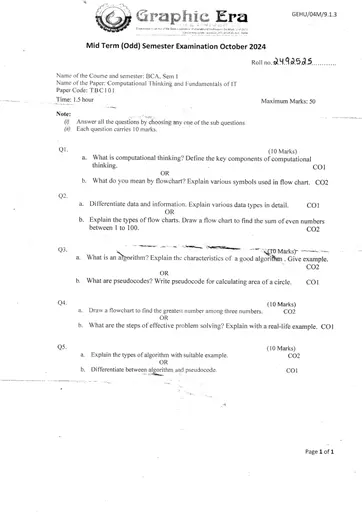 GEHU/04M/9.1.3
Graphic Era
Mid Term (Odd) Semester Examination October 2024
Roll no. 2492525
Name of the Course and semester: BCA, Sem 1
Name of the Paper: Computational Thinking and Fundamentals of IT
Paper Code: TBC101
Time: 1.5 hour Maximum Marks: 50
Note:
(i) Answer all the questions by choosing any one of the sub questions
(ii) Each question carries 10 marks.
Q1. (10 Marks)
a. What is computational thinking? Define the key components of computational
thinking. CO1
OR
b. What do you mean by flowchart? Explain various symbols used in flow chart. CO2
Q2.
a. Differentiate data and information. Explain various data types in detail. CO1
OR
b. Explain the types of flow charts. Draw a flow chart to find the sum of even numbers
between 1 to 100. CO2
Q3. (10 Marks)
a. What is an algorithm? Explain the characteristics of a good algorithm . Give example.
CO2
OR
b. What are pseudocodes? Write pseudocode for calculating area of a circle. CO1
Q4. (10 Marks)
a. Draw a flowchart to find the greatest number among three numbers. CO2
OR
b. What are the steps of effective problem solving? Explain with a real-life example. CO1
Q5. (10 Marks)
a. Explain the types of algorithm with suitable example. CO2
OR
b. Differentiate between algorithm and pseudocode. CO1
Page 1 of 1